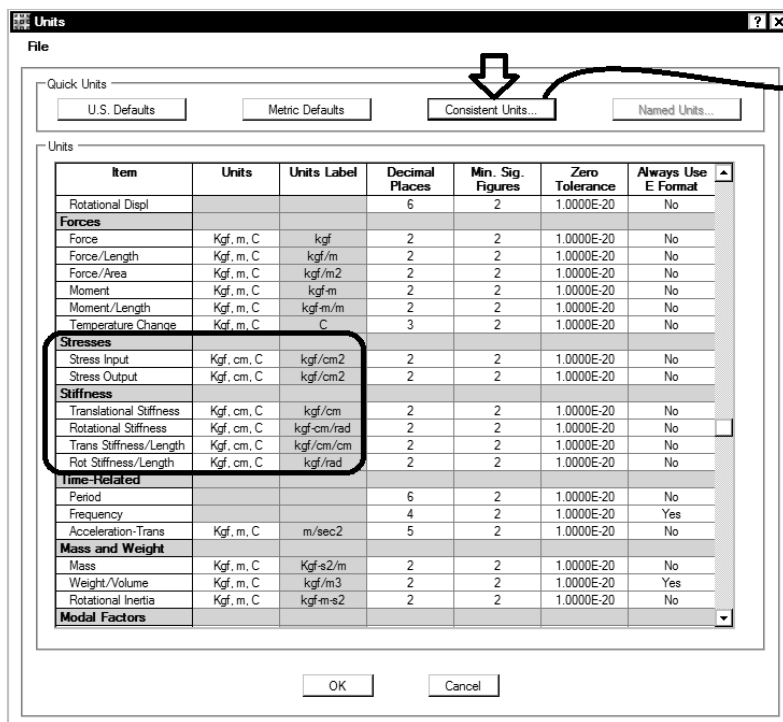 Units
File
Quick Units
U.S. Defaults Metric Defaults Consistent Units... Named Units...
Units
Item Units Units Label Decimal Places Min. Sig. Figures Zero Tolerance Always Use E Format
Rotational Displ 6 2 1.0000E-20 No
Forces
Force Kgf, m, C kgf 2 2 1.0000E-20 No
Force/Length Kgf, m, C kgf/m 2 2 1.0000E-20 No
Force/Area Kgf, m, C kgf/m2 2 2 1.0000E-20 No
Moment Kgf, m, C kgf-m 2 2 1.0000E-20 No
Moment/Length Kgf, m, C kgf-m/m 2 2 1.0000E-20 No
Temperature Change Kgf, m, C C 3 2 1.0000E-20 No
Stresses
Stress Input Kgf, cm, C kgf/cm2 2 2 1.0000E-20 No
Stress Output Kgf, cm, C kgf/cm2 2 2 1.0000E-20 No
Stiffness
Translational Stiffness Kgf, cm, C kgf/cm 2 2 1.0000E-20 No
Rotational Stiffness Kgf, cm, C kgf-cm/rad 2 2 1.0000E-20 No
Trans Stiffness/Length Kgf, cm, C kgf/cm/cm 2 2 1.0000E-20 No
Rot Stiffness/Length Kgf, cm, C kgf/rad 2 2 1.0000E-20 No
Time-Related
Period 6 2 1.0000E-20 No
Frequency 4 2 1.0000E-20 Yes
Acceleration-Trans Kgf, m, C m/sec2 5 2 1.0000E-20 No
Mass and Weight
Mass Kgf, m, C Kgf-s2/m 2 2 1.0000E-20 No
Weight/Volume Kgf, m, C kgf/m3 2 2 1.0000E-20 Yes
Rotational Inertia Kgf, m, C kgf-m-s2 2 2 1.0000E-20 No
Modal Factors
OK Cancel